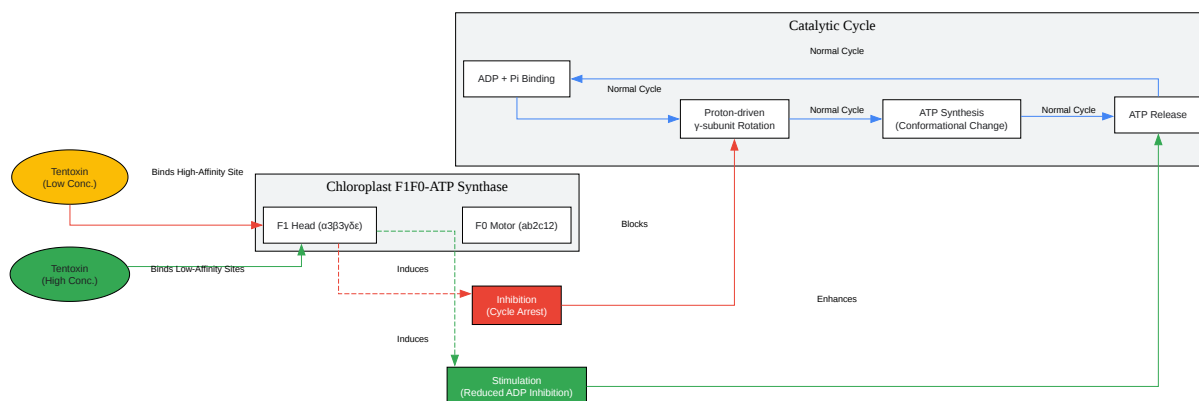 Catalytic Cycle
Normal Cycle
ADP + Pi Binding
Normal Cycle
Proton-driven
γ-subunit Rotation
Normal Cycle
ATP Synthesis
(Conformational Change)
Normal Cycle
ATP Release
Tentoxin
(Low Conc.)
Binds High-Affinity Site
Chloroplast F1F0-ATP Synthase
F1 Head (α3β3γδε)
F0 Motor (ab2c12)
Blocks
Tentoxin
(High Conc.)
Binds Low-Affinity Sites
Induces
Inhibition
(Cycle Arrest)
Enhances
Induces
Stimulation
(Reduced ADP Inhibition)